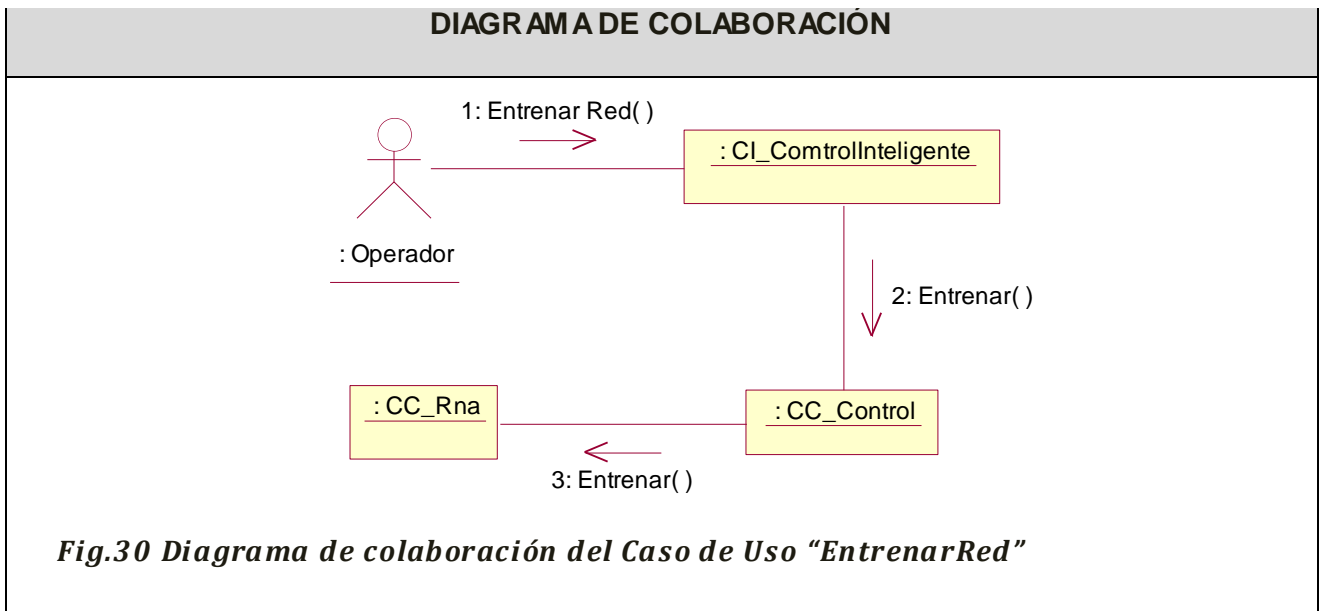 DIAGRAMA DE COLABORACIÓN
1: Entrenar Red( )
: CI_ComtrolInteligente
: Operador
2: Entrenar( )
: CC_Rna
: CC_Control
3: Entrenar( )
Fig.30 Diagrama de colaboración del Caso de Uso “EntrenarRed”